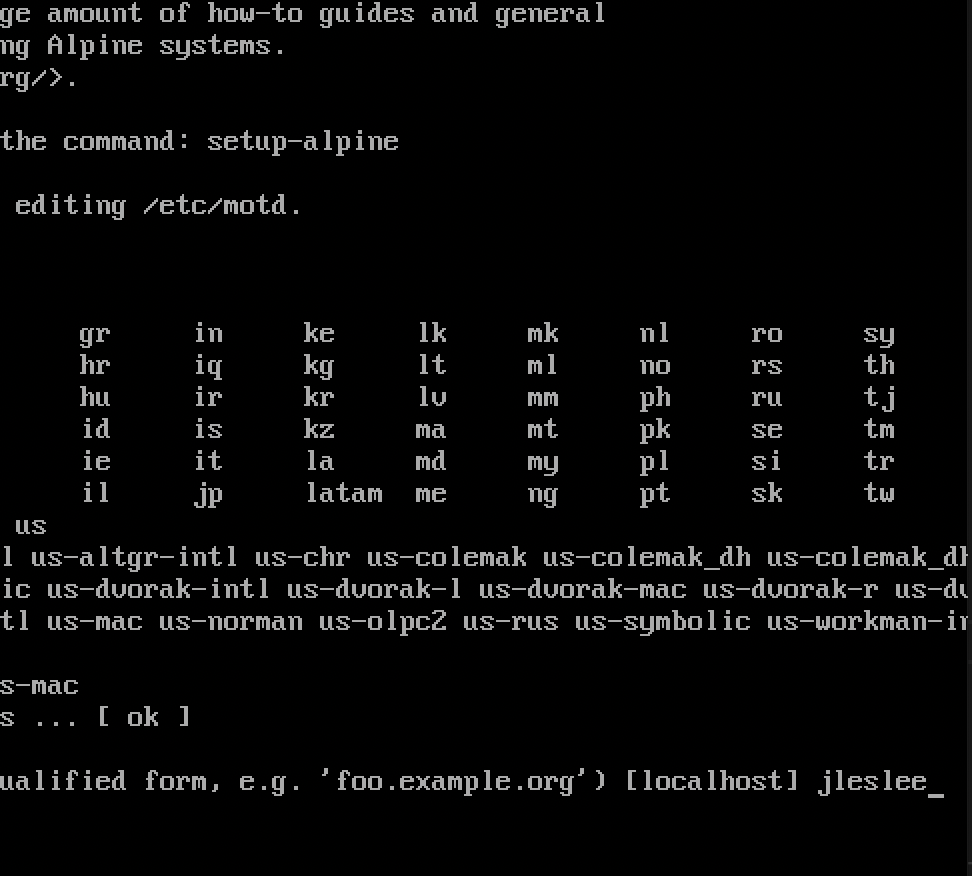 ge amount of how-to guides and general
ng Alpine systems.
rg/>.
the command: setup-alpine
editing /etc/motd.
gr in ke lk mk nl ro sy
hr iq kg lt ml no rs th
hu ir kr lv mm ph ru tj
id is kz ma mt pk se tm
ie it la md my pl si tr
il jp latam me ng pt sk tw
us
l us-altgr-intl us-chr us-colemak us-colemak_dh us-colemak_dh
ic us-dvorak-intl us-dvorak-l us-dvorak-mac us-dvorak-r us-dv
tl us-mac us-norman us-olpc2 us-rus us-symbolic us-workman-in
s-mac
s ... [ ok ]
ualified form, e.g. 'foo.example.org') [localhost] jleslee_